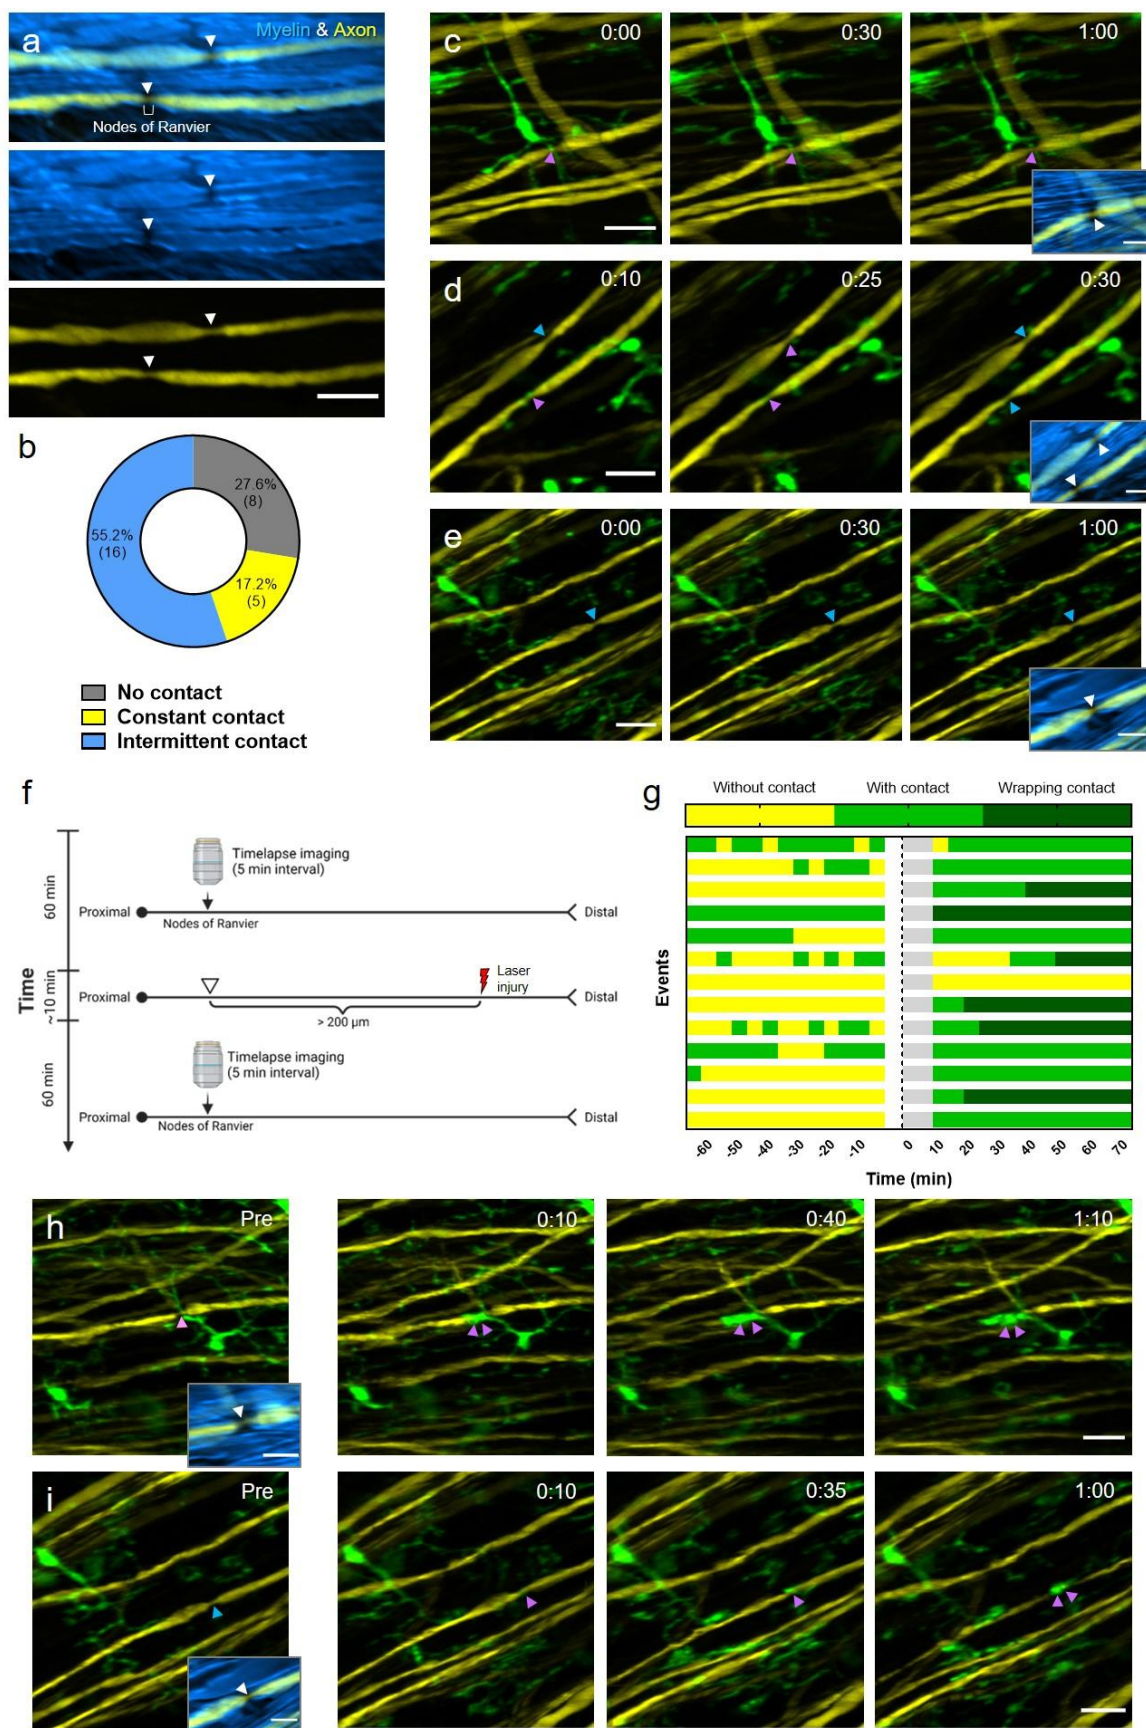 a
Myelin & Axon
Nodes of Ranvier
b
27.6%
(8)
55.2%
(16)
17.2%
(5)
No contact
Constant contact
Intermittent contact
c
0:00
0:30
1:00
d
0:10
0:25
0:30
e
0:00
0:30
1:00
f
Time
60 min
~10 min
60 min
Timelapse imaging
(5 min interval)
Proximal
Distal
Nodes of Ranvier
Laser
injury
Proximal
Distal
> 200 µm
Timelapse imaging
(5 min interval)
Proximal
Distal
Nodes of Ranvier
g
Without contact
With contact
Wrapping contact
Events
-60 -50 -40 -30 -20 -10 0 10 20 30 40 50 60 70
Time (min)
h
Pre
0:10
0:40
1:10
i
Pre
0:10
0:35
1:00